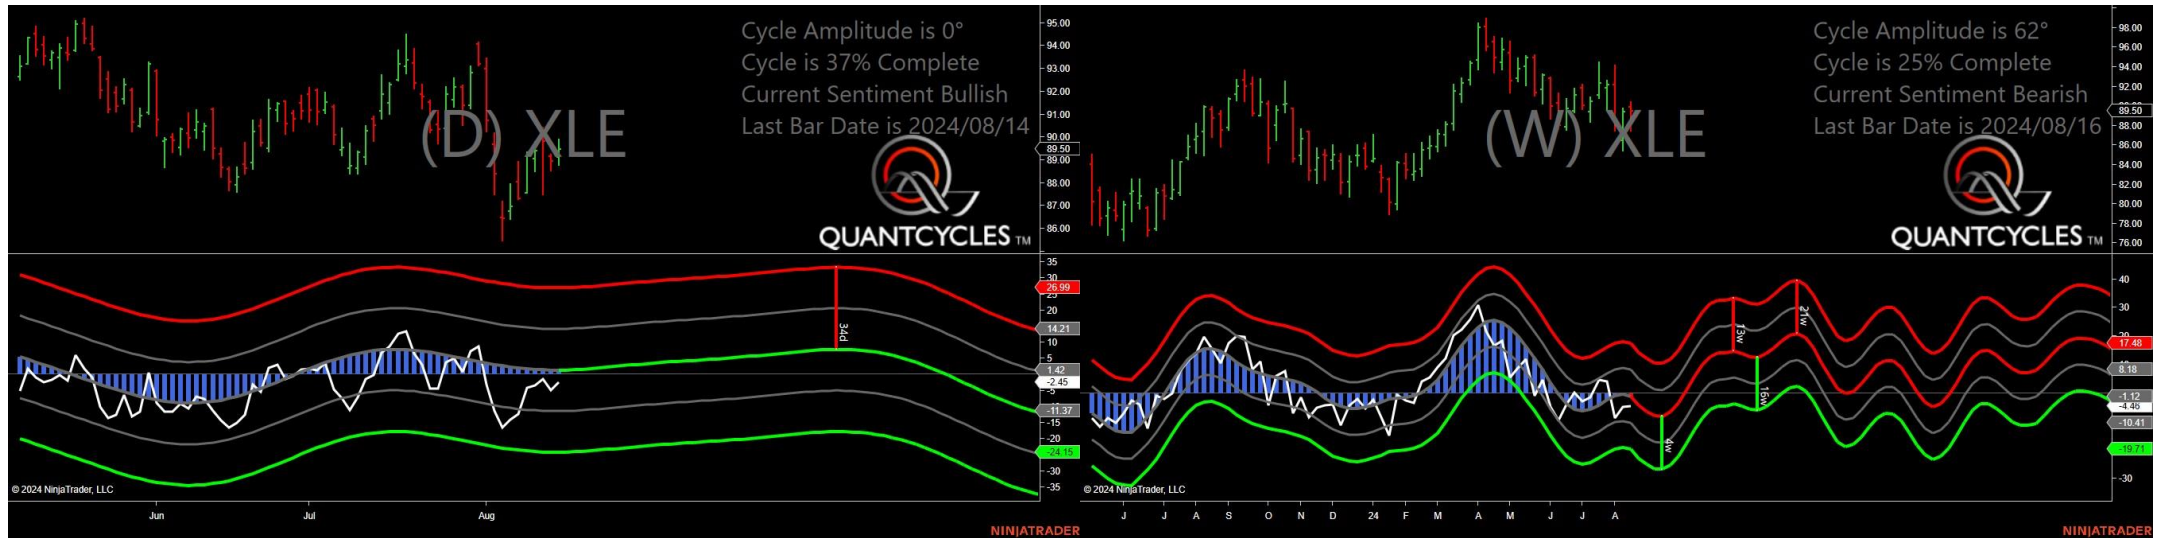 Cycle Amplitude is 0°
Cycle is 37% Complete
Current Sentiment Bullish
Last Bar Date is 2024/08/14
(D) XLE
QUANTCYCLES TM
95.00
94.00
93.00
92.00
91.00
90.00
89.50
89.00
88.00
87.00
86.00
35
30
26.99
25
20
14.21
10
5
1.42
-2.45
-5
-11.37
-15
-20
-24.15
-30
-35
34d
© 2024 NinjaTrader, LLC
Jun
Jul
Aug
NINJATRADER
Cycle Amplitude is 62°
Cycle is 25% Complete
Current Sentiment Bearish
Last Bar Date is 2024/08/16
(W) XLE
QUANTCYCLES TM
98.00
96.00
94.00
92.00
89.50
88.00
86.00
84.00
82.00
80.00
78.00
76.00
40
30
17.48
8.18
-1.12
-4.46
-10.41
-19.71
-30
13w
21w
16w
4w
© 2024 NinjaTrader, LLC
J
J
A
S
O
N
D
24
F
M
A
M
J
J
A
NINJATRADER